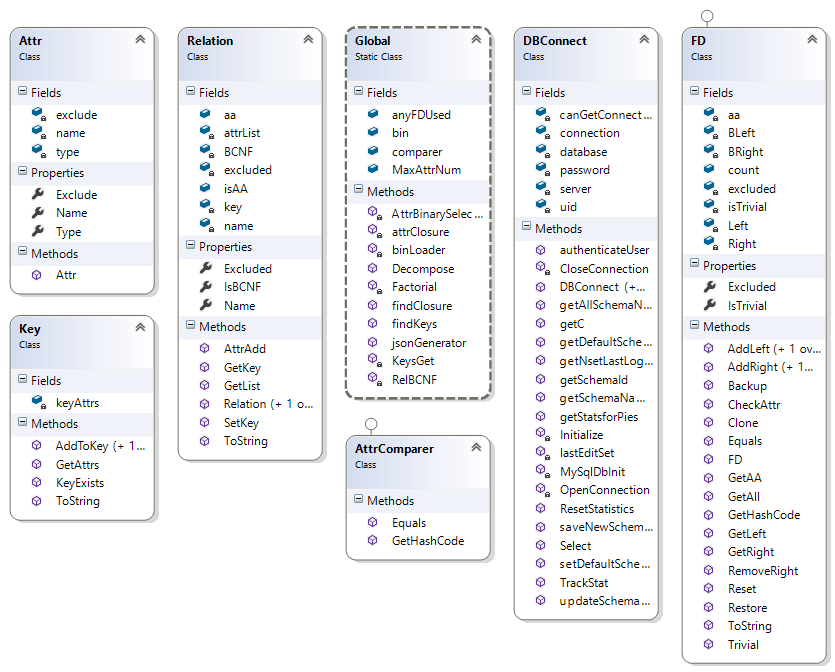 Attr
Class
Fields
exclude
name
type
Properties
Exclude
Name
Type
Methods
Attr
Key
Class
Fields
keyAttrs
Methods
AddToKey (+ 1...
GetAttrs
KeyExists
ToString
Relation
Class
Fields
aa
attrList
BCNF
excluded
isAA
key
name
Properties
Excluded
IsBCNF
Name
Methods
AttrAdd
GetKey
GetList
Relation (+ 1 o...
SetKey
ToString
Global
Static Class
Fields
anyFDUsed
bin
comparer
MaxAttrNum
Methods
AttrBinarySelec...
attrClosure
binLoader
Decompose
Factorial
findClosure
findKeys
jsonGenerator
KeysGet
RelBCNF
AttrComparer
Class
Methods
Equals
GetHashCode
DBConnect
Class
Fields
canGetConnect...
connection
database
password
server
uid
Methods
authenticateUser
CloseConnection
DBConnect (+...
getAllSchemaN...
getC
getDefaultSche...
getNsetLastLog...
getSchemaId
getSchemaNa...
getStatsforPies
Initialize
lastEditSet
MySqlDbInit
OpenConnection
ResetStatistics
saveNewSchem...
Select
setDefaultSche...
TrackStat
updateSchema...
FD
Class
Fields
aa
BLeft
BRight
count
excluded
isTrivial
Left
Right
Properties
Excluded
IsTrivial
Methods
AddLeft (+ 1 ov...
AddRight (+ 1...
Backup
CheckAttr
Clone
Equals
FD
GetAA
GetAll
GetHashCode
GetLeft
GetRight
RemoveRight
Reset
Restore
ToString
Trivial